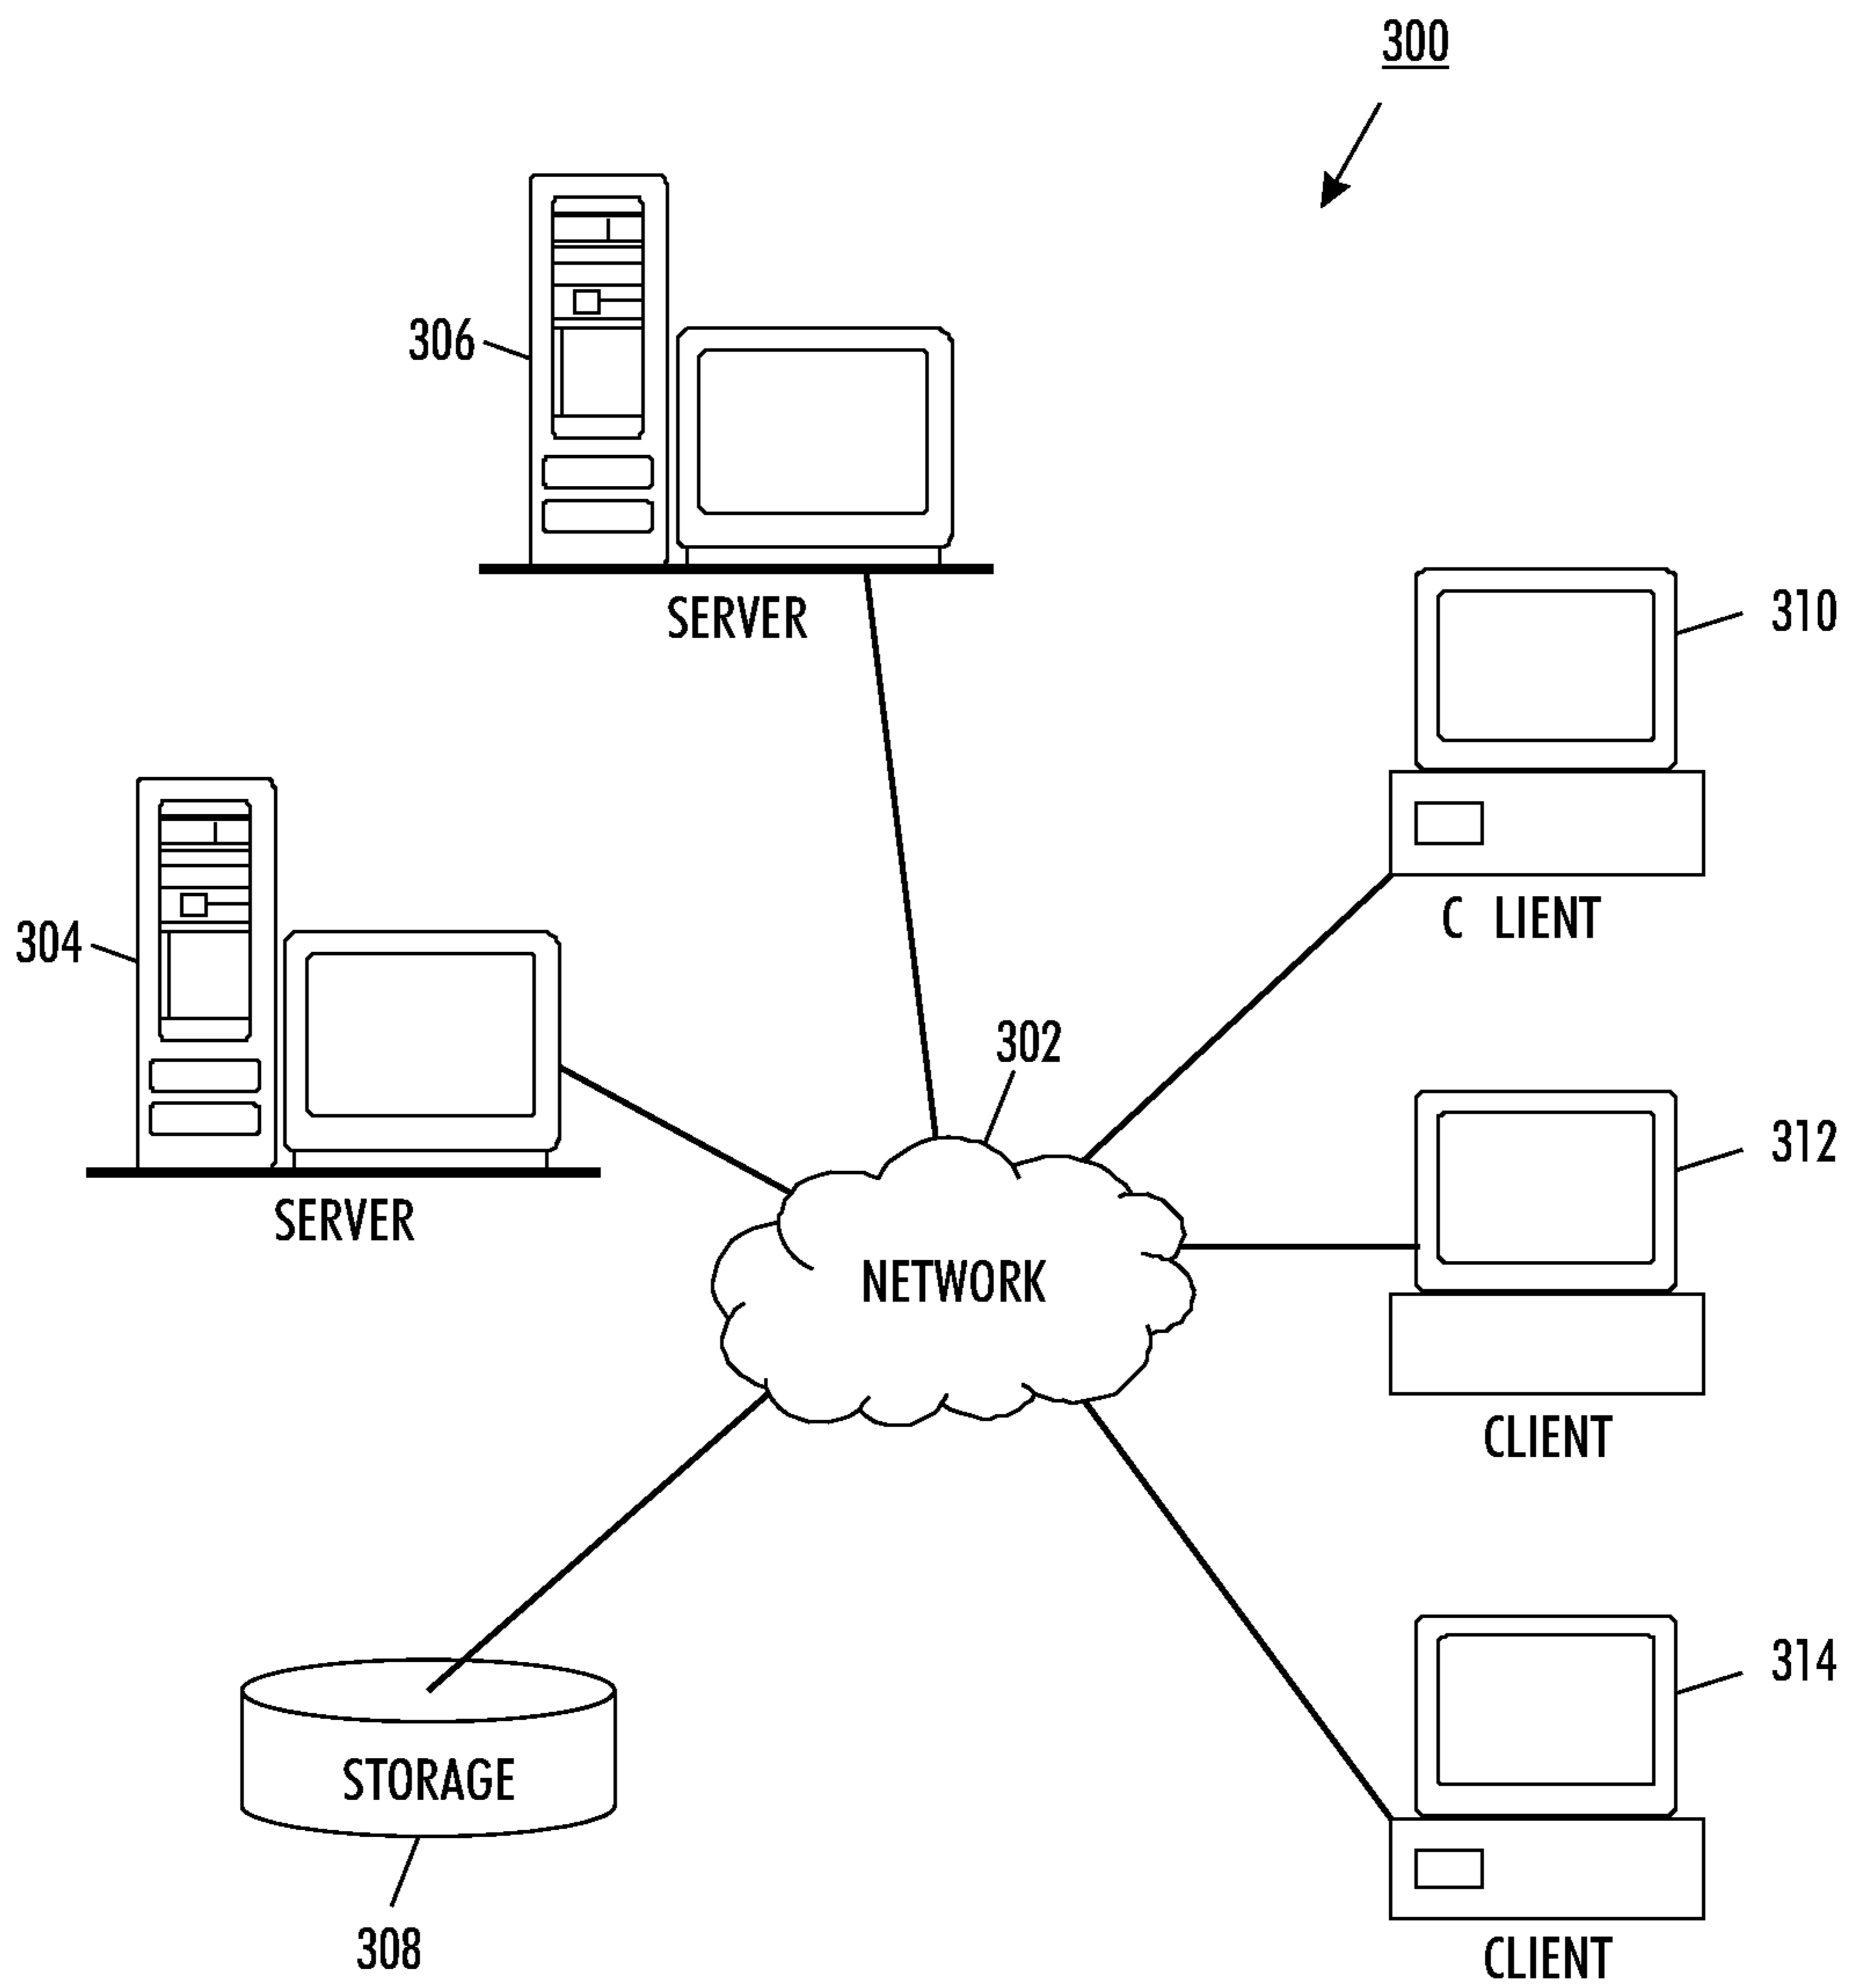 300
306
SERVER
310
C LIENT
304
SERVER
302
NETWORK
312
CLIENT
314
CLIENT
STORAGE
308